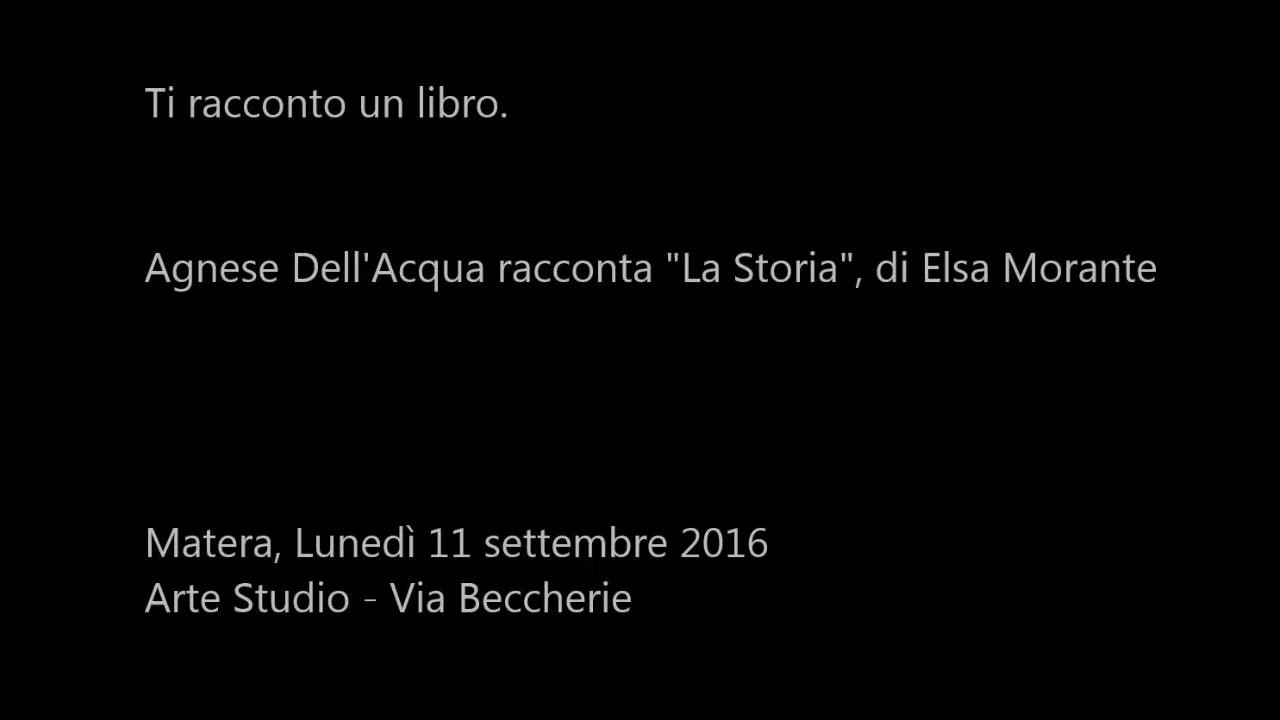 Ti racconto un libro.
Agnese Dell'Acqua racconta "La Storia", di Elsa Morante
Matera, Lunedì 11 settembre 2016
Arte Studio - Via Beccherie